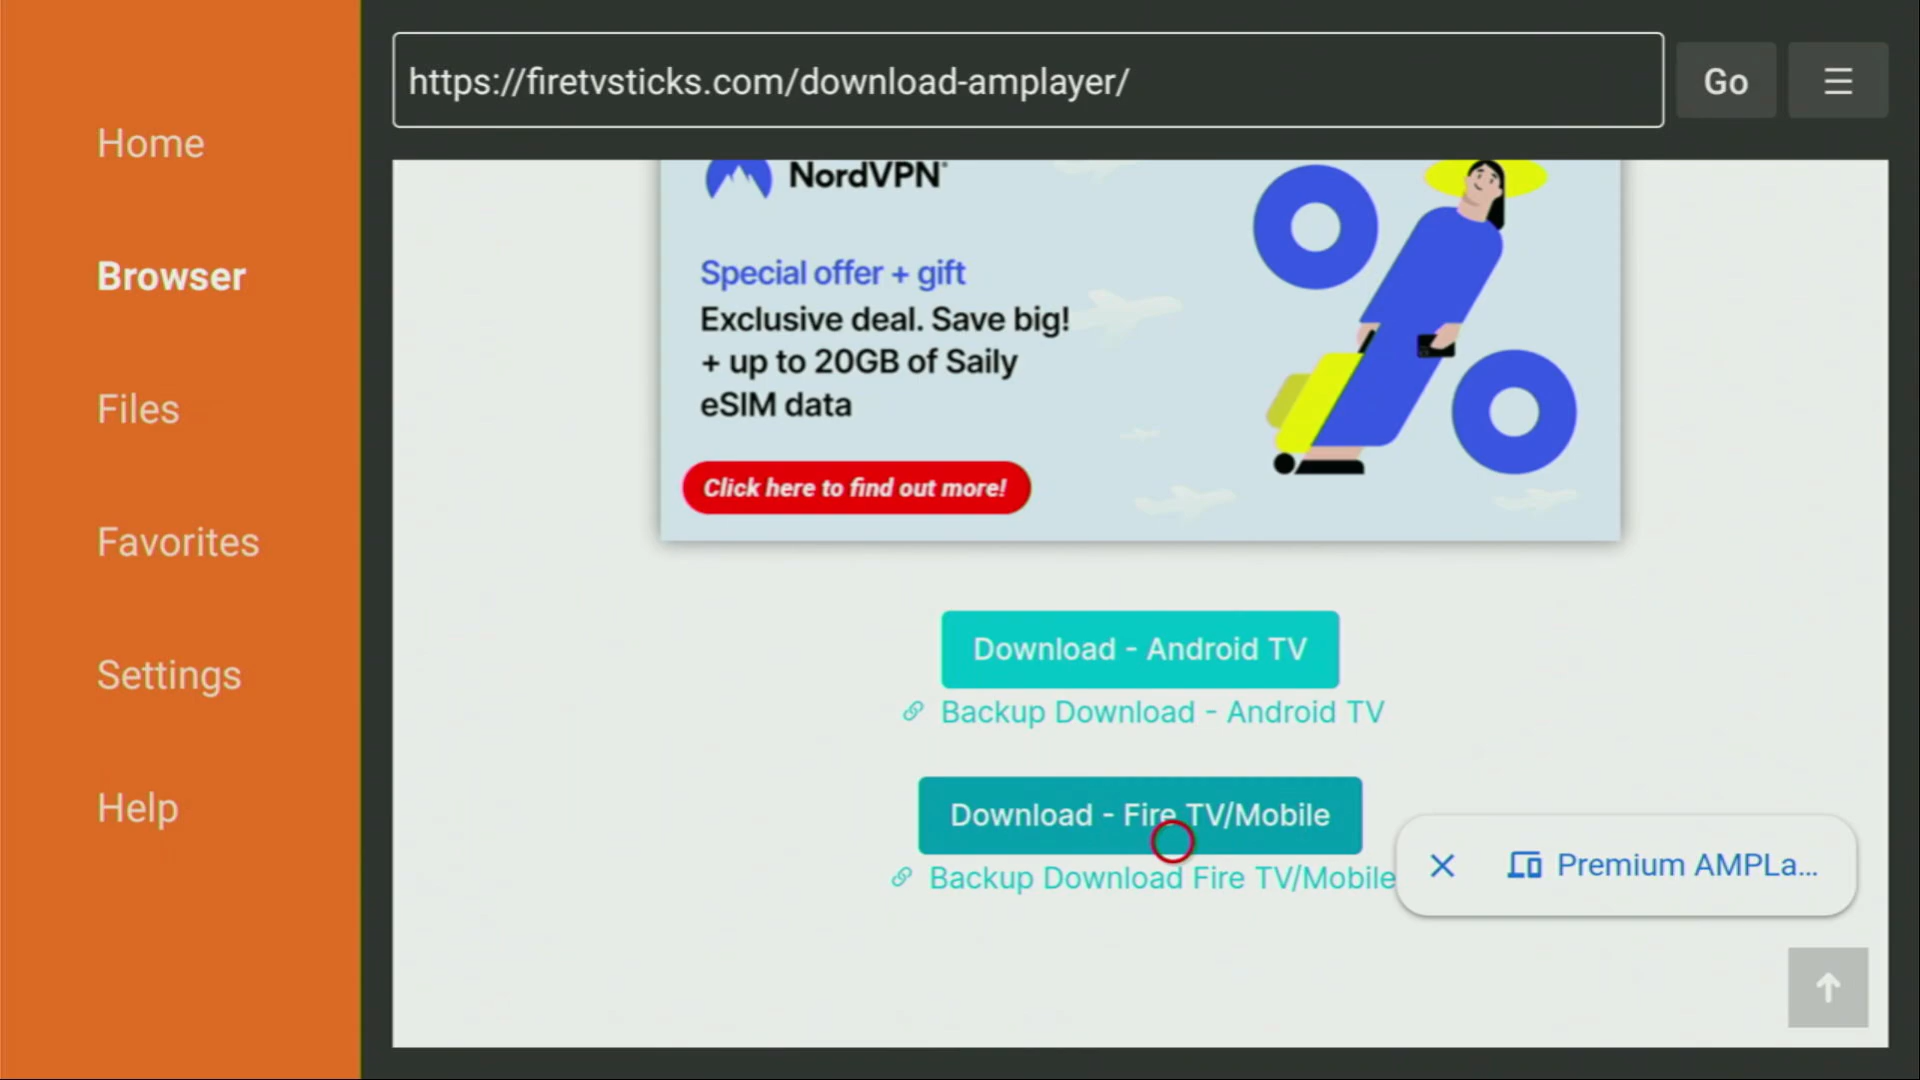 https://firetvsticks.com/download-amplayer/
Go
Home
Browser
Files
Favorites
Settings
Help
NordVPN®
Special offer + gift
Exclusive deal. Save big!
+ up to 20GB of Saily
eSIM data
Click here to find out more!
Download - Android TV
Backup Download - Android TV
Download - Fire TV/Mobile
Backup Download Fire TV/Mobile
Premium AMPLa...